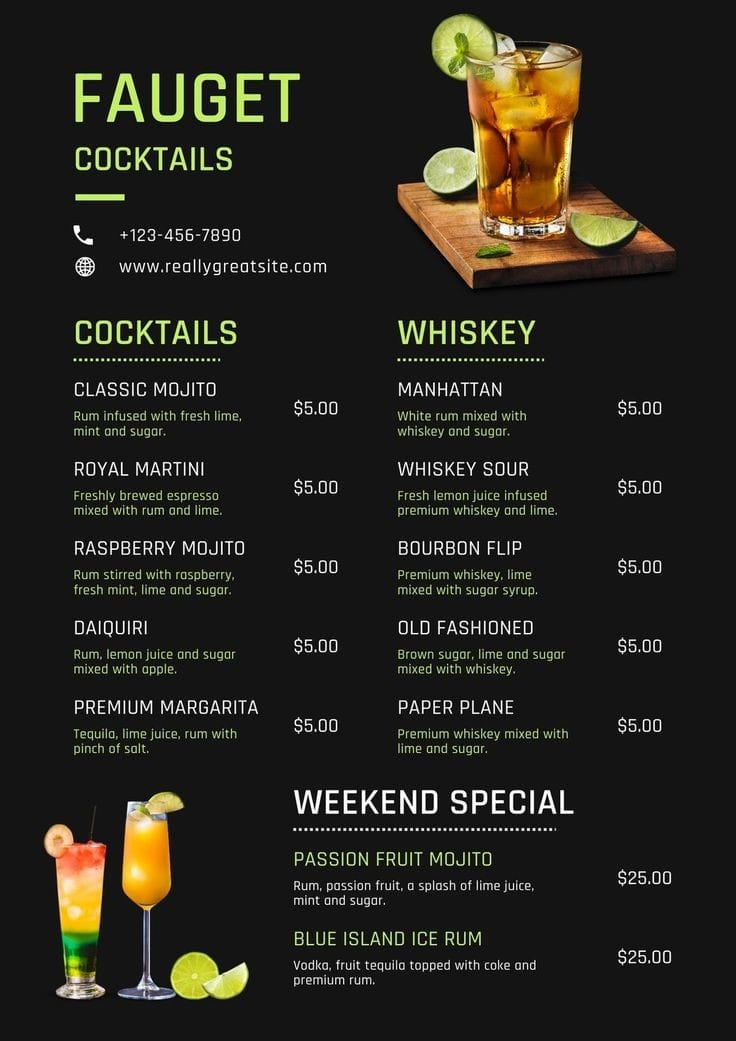 FAUGET
COCKTAILS
+123-456-7890
www.reallygreatsite.com
COCKTAILS
CLASSIC MOJITO
$5.00
Rum infused with fresh lime,
mint and sugar.
ROYAL MARTINI
$5.00
Freshly brewed espresso
mixed with rum and lime.
RASPBERRY MOJITO
$5.00
Rum stirred with raspberry,
fresh mint, lime and sugar.
DAIQUIRI
$5.00
Rum, lemon juice and sugar
mixed with apple.
PREMIUM MARGARITA
$5.00
Tequila, lime juice, rum with
pinch of salt.
WHISKEY
MANHATTAN
$5.00
White rum mixed with
whiskey and sugar.
WHISKEY SOUR
$5.00
Fresh lemon juice infused
premium whiskey and lime.
BOURBON FLIP
$5.00
Premium whiskey, lime
mixed with sugar syrup.
OLD FASHIONED
$5.00
Brown sugar, lime and sugar
mixed with whiskey.
PAPER PLANE
$5.00
Premium whiskey mixed with
lime and sugar.
WEEKEND SPECIAL
PASSION FRUIT MOJITO
$25.00
Rum, passion fruit, a splash of lime juice,
mint and sugar.
BLUE ISLAND ICE RUM
$25.00
Vodka, fruit tequila topped with coke and
premium rum.